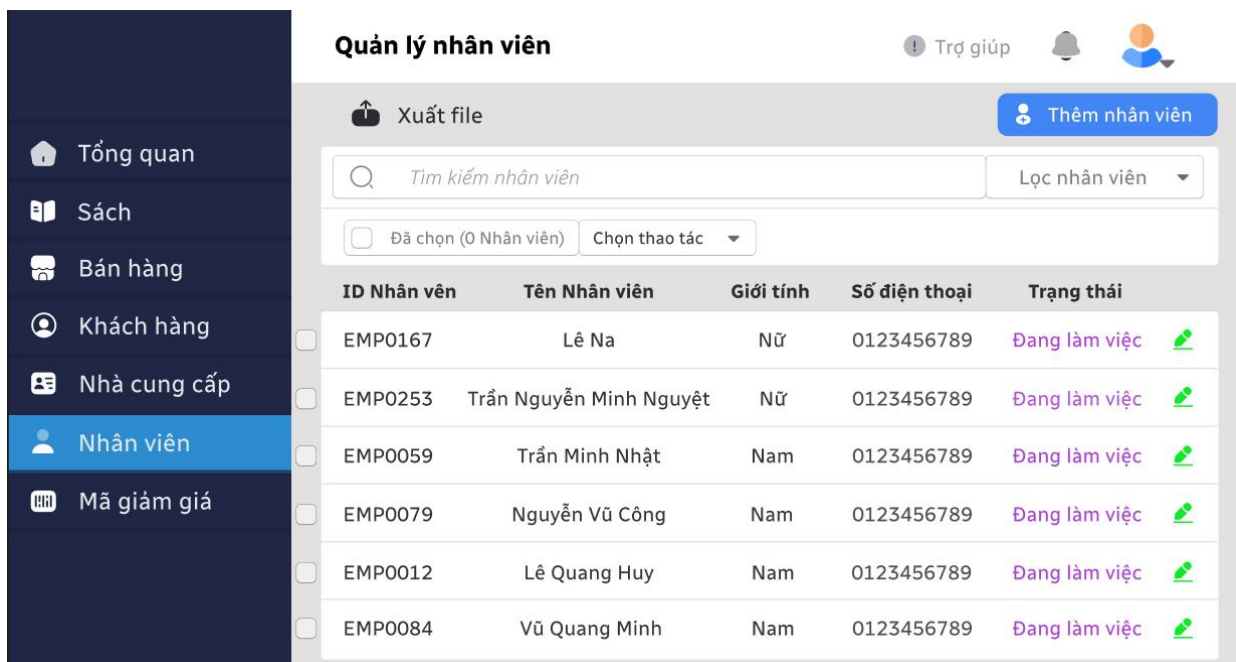 Quản lý nhân viên
Trợ giúp
Xuất file
Thêm nhân viên
Tổng quan
Sách
Bán hàng
Khách hàng
Nhà cung cấp
Nhân viên
Mã giảm giá
Tìm kiếm nhân viên
Lọc nhân viên
Đã chọn (0 Nhân viên) Chọn thao tác
ID Nhân vên Tên Nhân viên Giới tính Số điện thoại Trạng thái
EMP0167 Lê Na Nữ 0123456789 Đang làm việc
EMP0253 Trần Nguyễn Minh Nguyệt Nữ 0123456789 Đang làm việc
EMP0059 Trần Minh Nhật Nam 0123456789 Đang làm việc
EMP0079 Nguyễn Vũ Công Nam 0123456789 Đang làm việc
EMP0012 Lê Quang Huy Nam 0123456789 Đang làm việc
EMP0084 Vũ Quang Minh Nam 0123456789 Đang làm việc